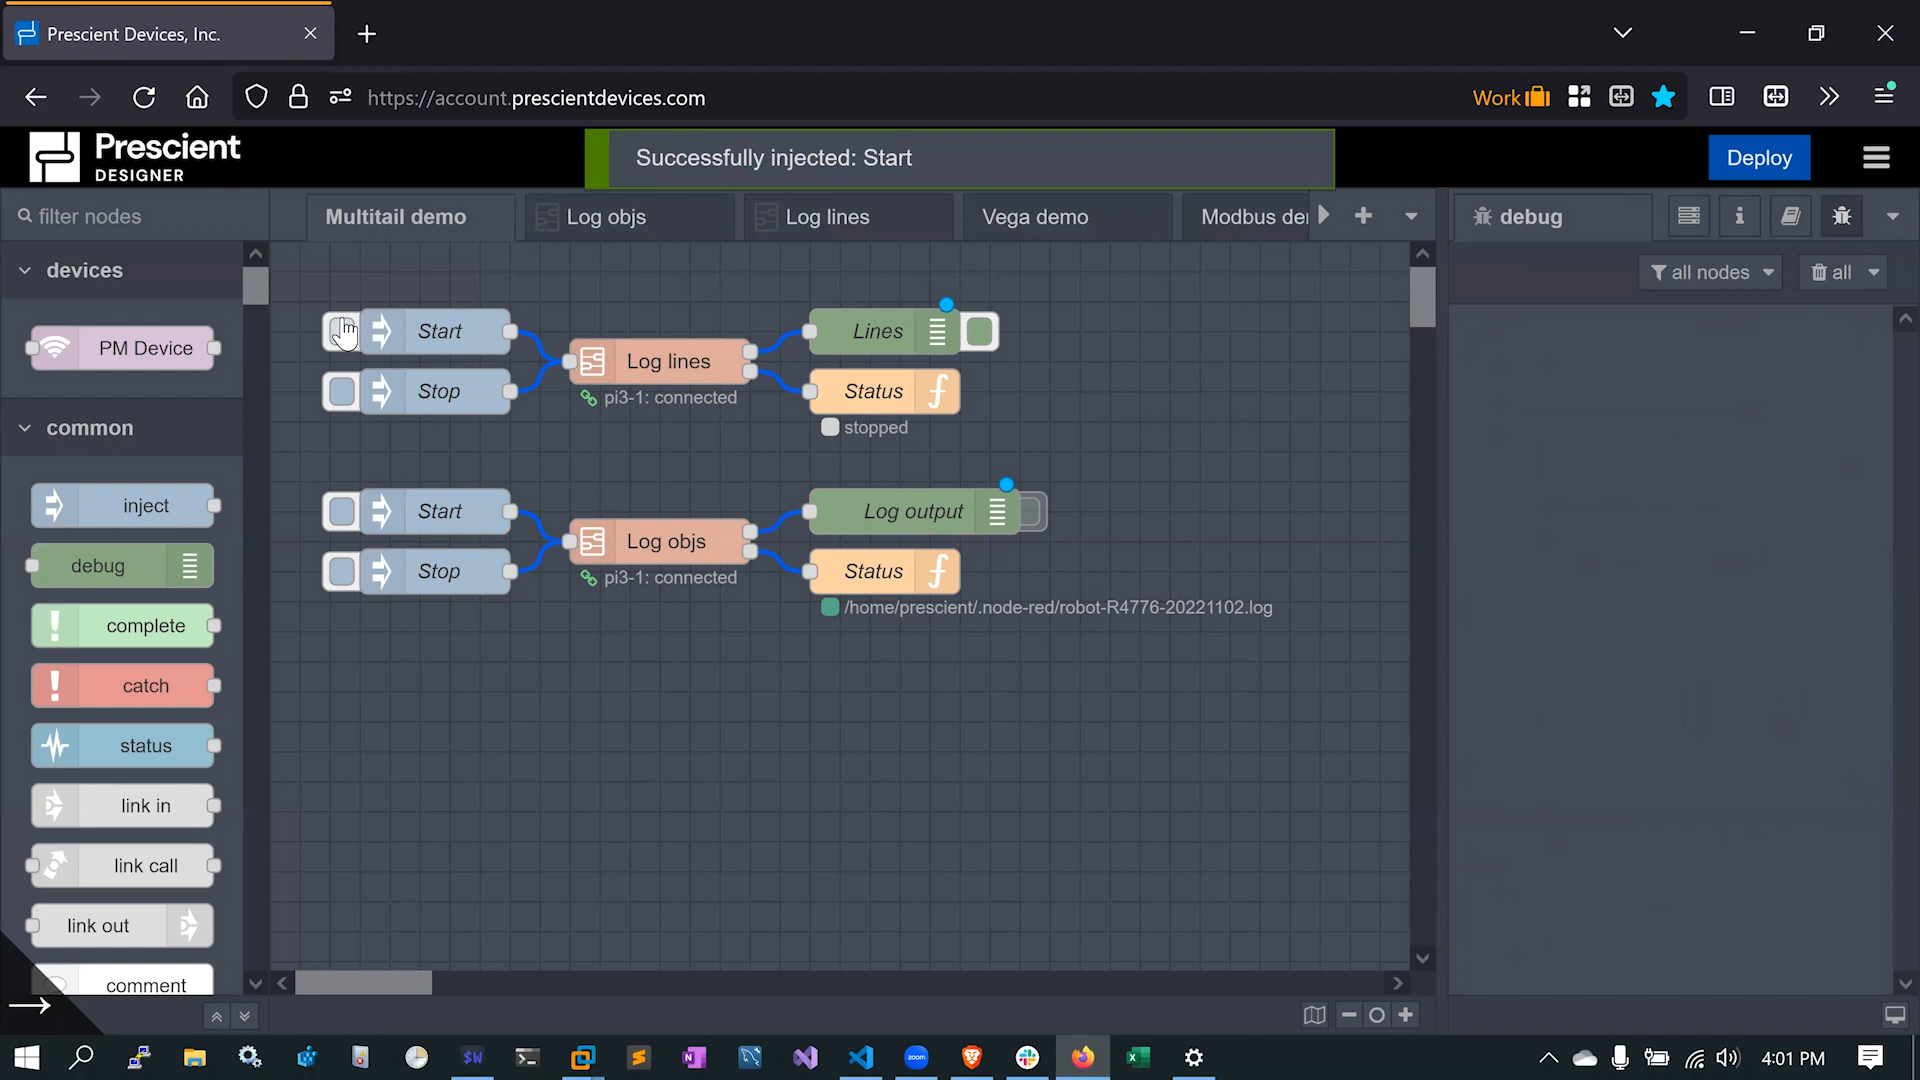 Prescient Devices, Inc.
https://account.prescientdevices.com
Work
Prescient
DESIGNER
Successfully injected: Start
Deploy
filter nodes
Multitail demo
Log objs
Log lines
Vega demo
Modbus de
debug
devices
all nodes
all
PM Device
common
inject
debug
complete
catch
status
link in
link call
link out
comment
Start
Stop
Log lines
pi3-1: connected
Lines
Status
stopped
Start
Stop
Log objs
pi3-1: connected
Log output
Status
/home/prescient/.node-red/robot-R4776-20221102.log
$W
zoom
4:01 PM